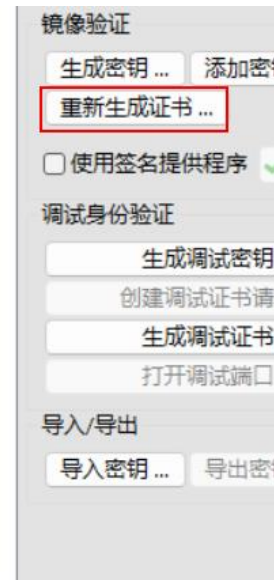 镜像验证
生成密钥 ... 添加密
重新生成证书 ...
使用签名提供程序
调试身份验证
生成调试密钥
创建调试证书请
生成调试证书
打开调试端口
导入/导出
导入密钥 ... 导出密